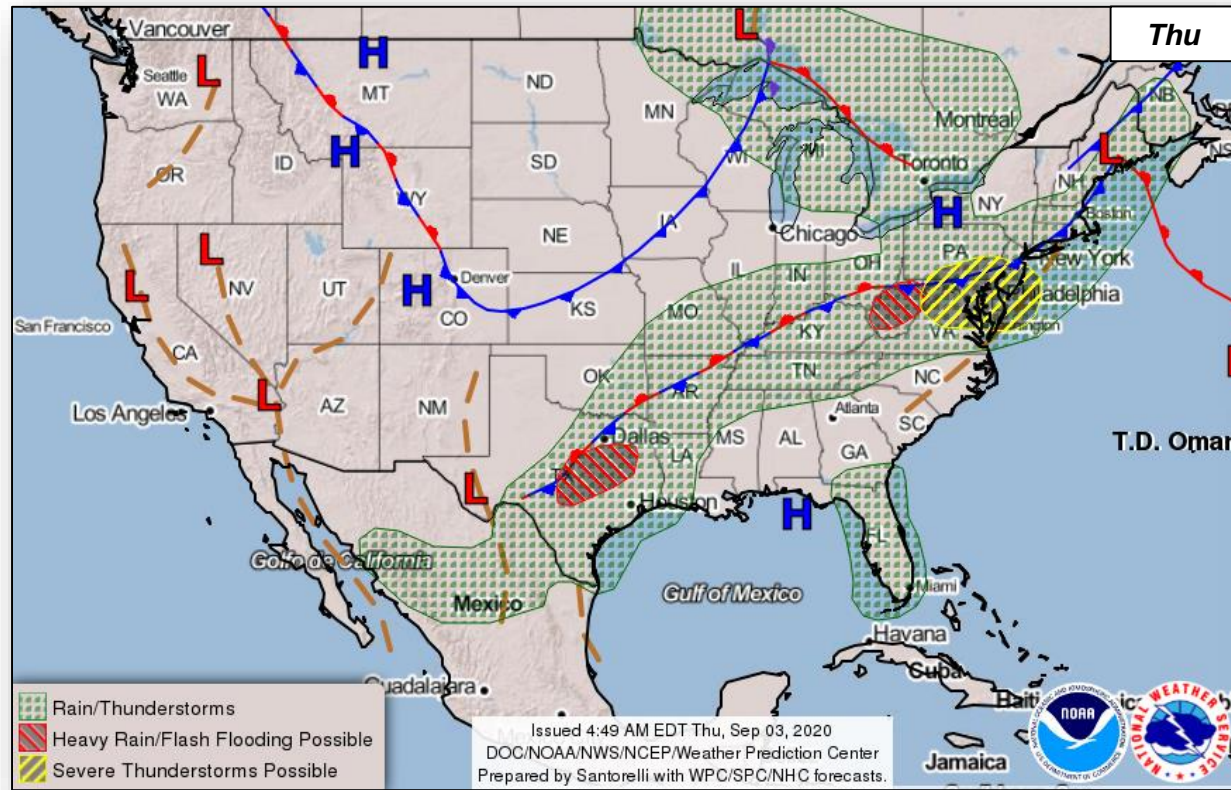 Thu
Vancouver
Seattle
WA
L
H
MT
ND
MN
L
Montreal
NB
NS
OR
ID
H
WY
SD
WI
MI
Toronto
NH
L
Boston
NY
H
L
L
NV
UT
H
Denver
CO
NE
IA
KS
Chicago
IL
IN
OH
PA
New York
San Francisco
CA
MO
KY
VA
Los Angeles
L
AZ
NM
OK
AR
TN
NC
SC
Atlanta
Dallas
MS
AL
GA
LA
T.D. Omar
L
Houston
H
FL
Golfo de California
Mexico
Gulf of Mexico
Miami
Havana
Cuba
Guadalajara
Haiti
Jamaica
Rain/Thunderstorms
Heavy Rain/Flash Flooding Possible
Severe Thunderstorms Possible
Issued 4:49 AM EDT Thu, Sep 03, 2020
DOC/NOAA/NWS/NCEP/Weather Prediction Center
Prepared by Santorelli with WPC/SPC/NHC forecasts.
NOAA
NATIONAL WEATHER SERVICE